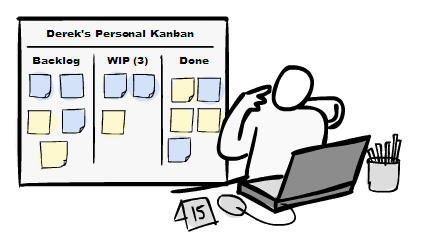 Derek's Personal Kanban
Backlog WIP (3) Done
15